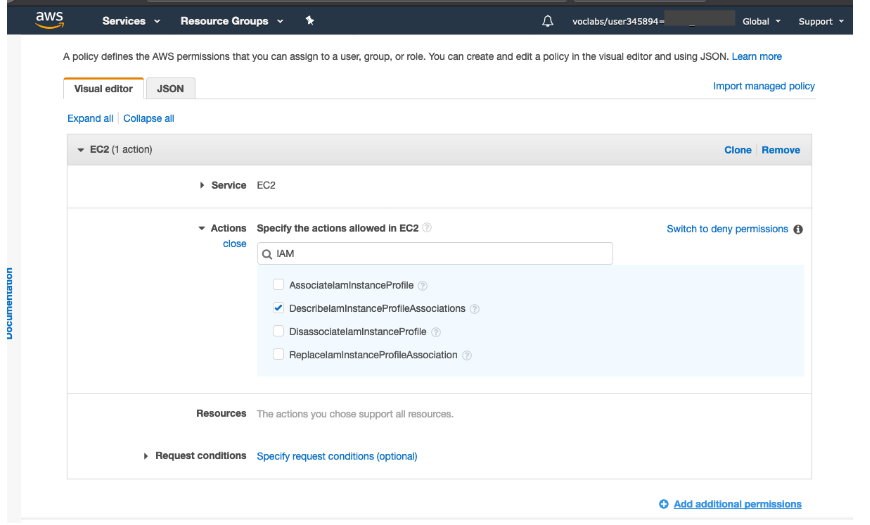 aws Services Resource Groups voclabs/user345894= Global Support
A policy defines the AWS permissions that you can assign to a user, group, or role. You can create and edit a policy in the visual editor and using JSON. Learn more
Visual editor JSON Import managed policy
Expand all Collapse all
EC2 (1 action) Clone Remove
Service EC2
Actions Specify the actions allowed in EC2 ? Switch to deny permissions i
close
IAM
AssociateIamInstanceProfile ?
DescribeIamInstanceProfileAssociations ?
DisassociateIamInstanceProfile ?
ReplaceIamInstanceProfileAssociation ?
Documentation
Resources The actions you chose support all resources.
Request conditions Specify request conditions (optional)
Add additional permissions